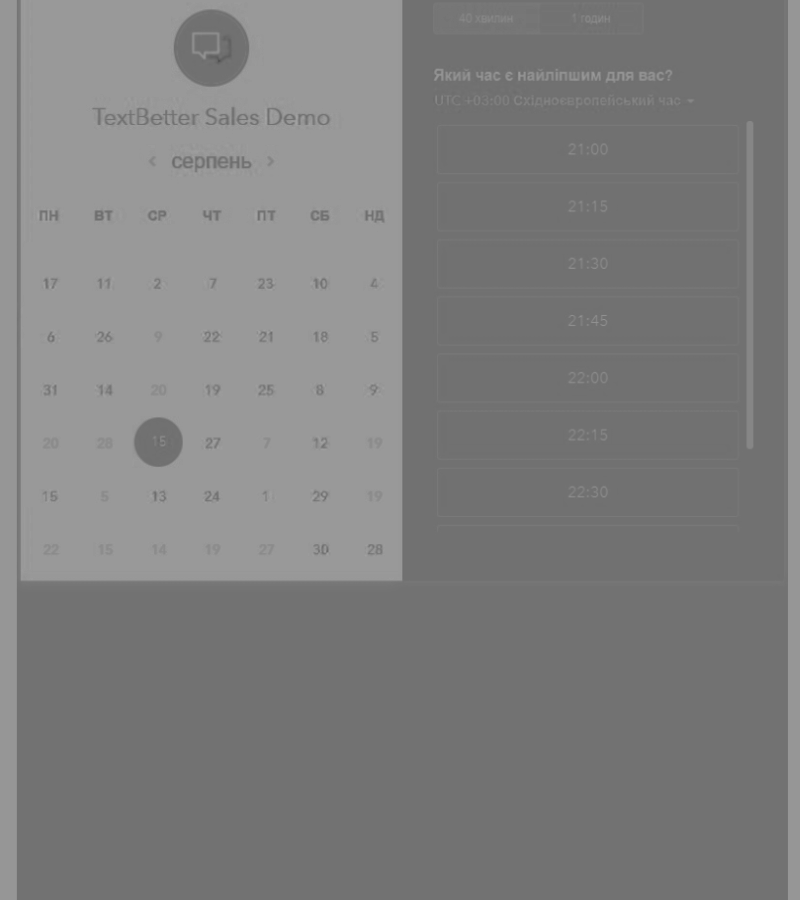 TextBetter Sales Demo
‹ серпень ›
ПН ВТ СР ЧТ ПТ СБ НД
17 11 2 7 23 10 4
6 26 9 22 21 18 5
31 14 20 19 25 8 9
20 28 15 27 7 12 19
15 5 13 24 1 29 19
22 15 14 19 27 30 28
40 хвилин 1 годин
Який час є найліпшим для вас?
UTC +03:00 Східноєвропейський час
21:00
21:15
21:30
21:45
22:00
22:15
22:30